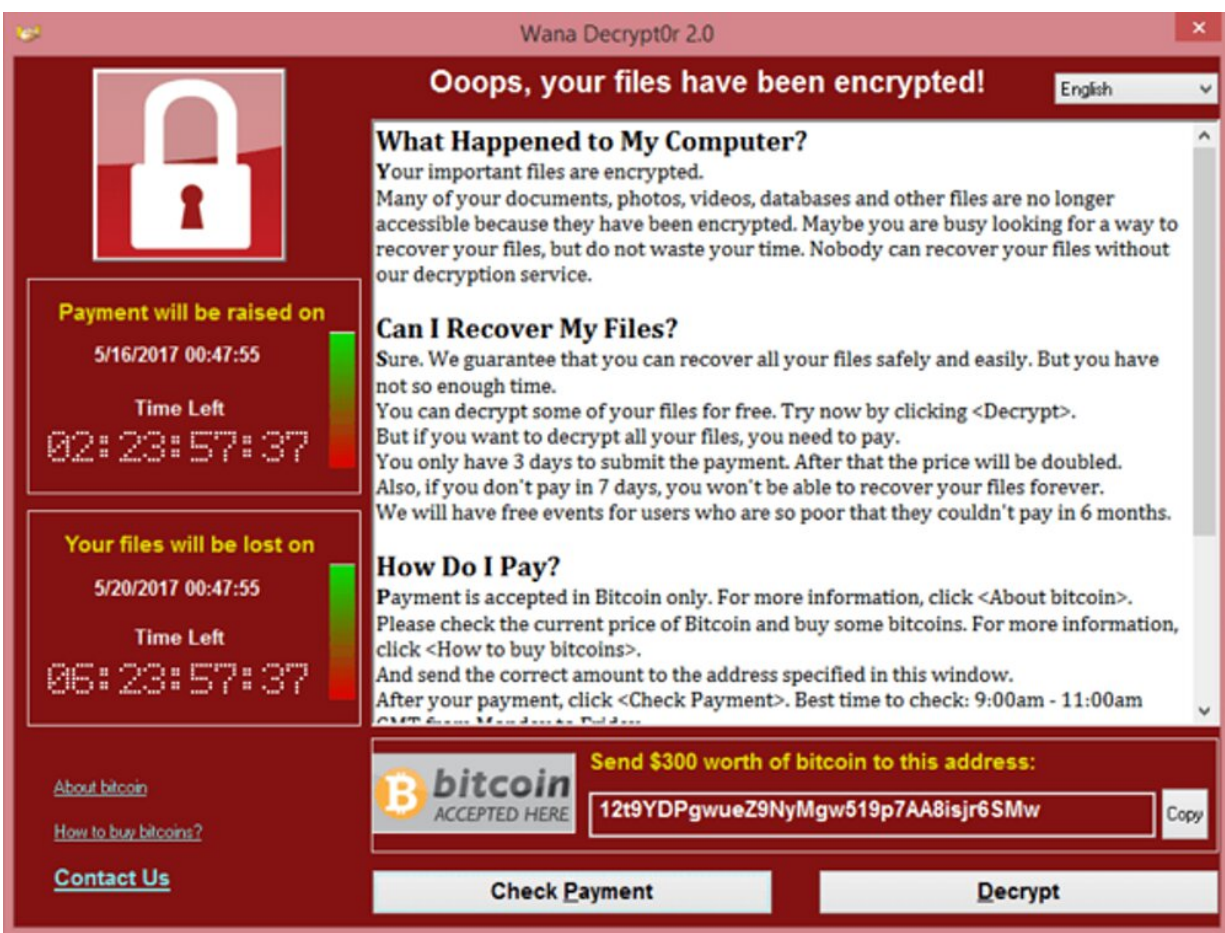 Wana Decrypt0r 2.0
Ooops, your files have been encrypted!
English
Payment will be raised on
5/16/2017 00:47:55
Time Left
02:23:57:37
Your files will be lost on
5/20/2017 00:47:55
Time Left
06:23:57:37
About bitcoin
How to buy bitcoins?
Contact Us
What Happened to My Computer?
Your important files are encrypted.
Many of your documents, photos, videos, databases and other files are no longer
accessible because they have been encrypted. Maybe you are busy looking for a way to
recover your files, but do not waste your time. Nobody can recover your files without
our decryption service.
Can I Recover My Files?
Sure. We guarantee that you can recover all your files safely and easily. But you have
not so enough time.
You can decrypt some of your files for free. Try now by clicking <Decrypt>.
But if you want to decrypt all your files, you need to pay.
You only have 3 days to submit the payment. After that the price will be doubled.
Also, if you don't pay in 7 days, you won't be able to recover your files forever.
We will have free events for users who are so poor that they couldn't pay in 6 months.
How Do I Pay?
Payment is accepted in Bitcoin only. For more information, click <About bitcoin>.
Please check the current price of Bitcoin and buy some bitcoins. For more information,
click <How to buy bitcoins>.
And send the correct amount to the address specified in this window.
After your payment, click <Check Payment>. Best time to check: 9:00am - 11:00am
GMT from Monday to Friday
bitcoin
ACCEPTED HERE
Send $300 worth of bitcoin to this address:
12t9YDPgwueZ9NyMgw519p7AA8isjr6SMw
Copy
Check Payment
Decrypt